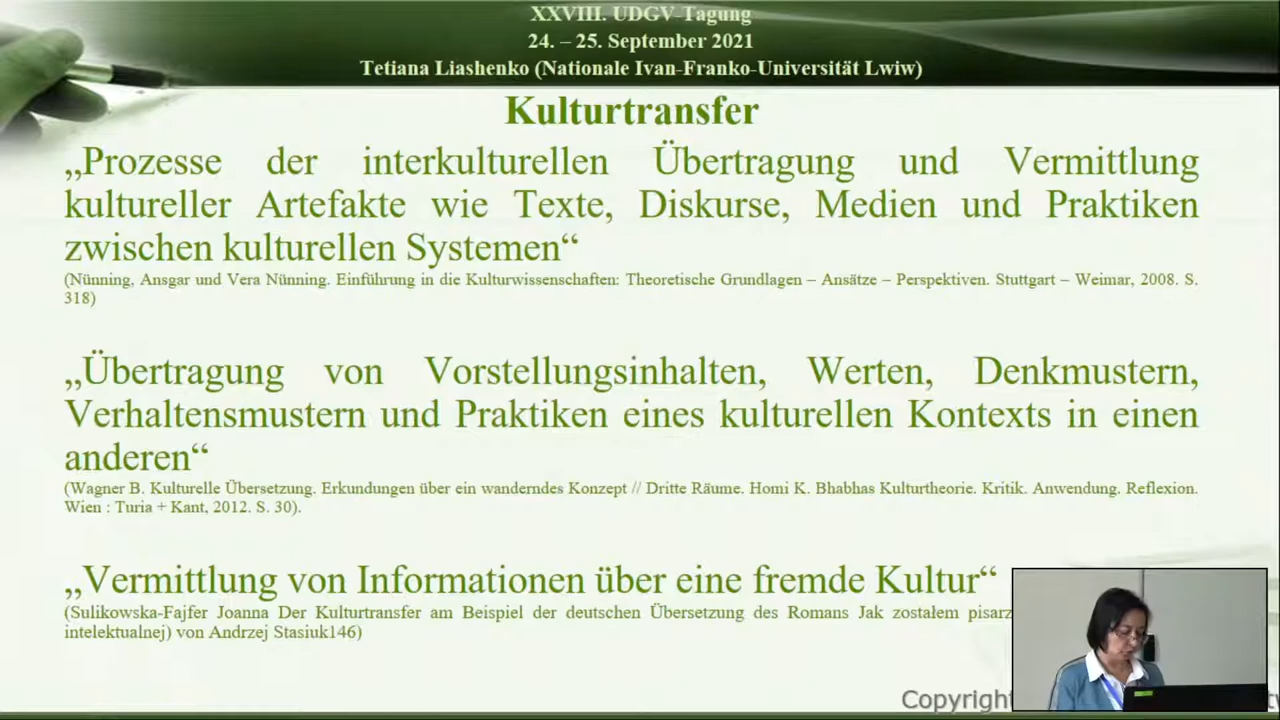 XXVIII. UDGV-Tagung
24. – 25. September 2021
Tetiana Liashenko (Nationale Ivan-Franko-Universität Lwiw)
Kulturtransfer
„Prozesse der interkulturellen Übertragung und Vermittlung
kultureller Artefakte wie Texte, Diskurse, Medien und Praktiken
zwischen kulturellen Systemen“
(Nünning, Ansgar und Vera Nünning. Einführung in die Kulturwissenschaften: Theoretische Grundlagen – Ansätze – Perspektiven. Stuttgart – Weimar, 2008. S.
318)
„Übertragung von Vorstellungsinhalten, Werten, Denkmustern,
Verhaltensmustern und Praktiken eines kulturellen Kontexts in einen
anderen“
(Wagner B. Kulturelle Übersetzung. Erkundungen über ein wanderndes Konzept // Dritte Räume. Homi K. Bhabhas Kulturtheorie. Kritik. Anwendung. Reflexion.
Wien : Turia + Kant, 2012. S. 30).
„Vermittlung von Informationen über eine fremde Kultur“
(Sulikowska-Fajfer Joanna Der Kulturtransfer am Beispiel der deutschen Übersetzung des Romans Jak zostałem pisarz
intelektualnej) von Andrzej Stasiuk146)
Copyright